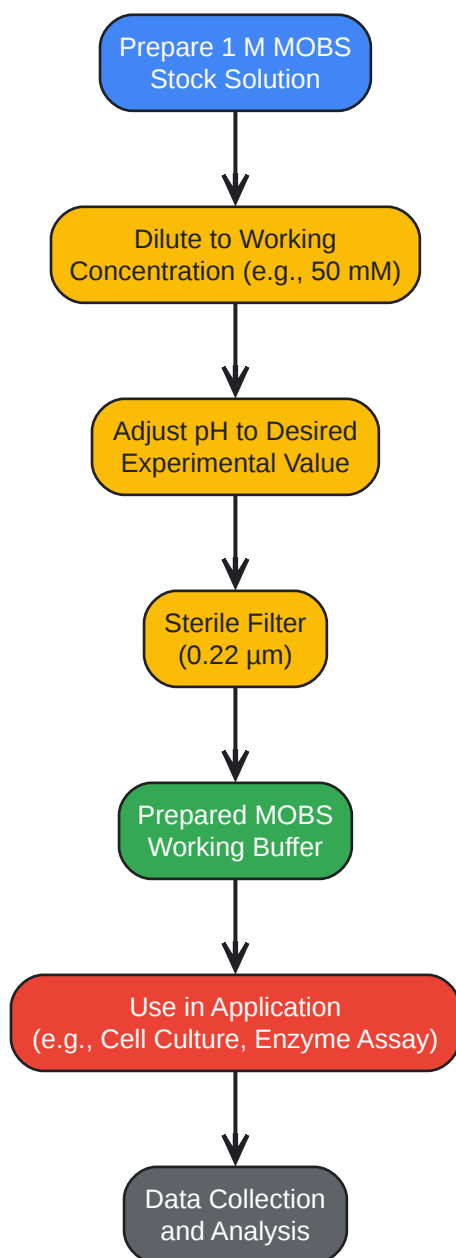 Prepare 1 M MOBS
Stock Solution
Dilute to Working
Concentration (e.g., 50 mM)
Adjust pH to Desired
Experimental Value
Sterile Filter
(0.22 µm)
Prepared MOBS
Working Buffer
Use in Application
(e.g., Cell Culture, Enzyme Assay)
Data Collection
and Analysis